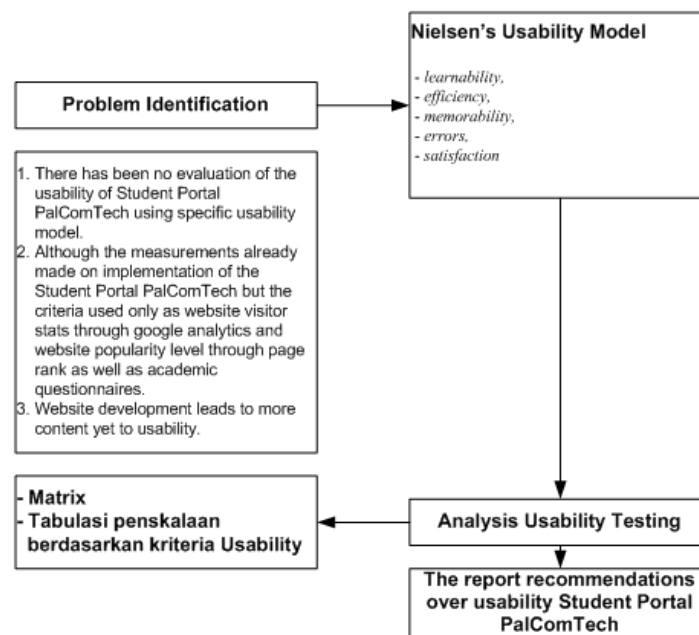 Problem Identification
Nielsen's Usability Model
- learnability,
- efficiency,
- memorability,
- errors,
- satisfaction
1. There has been no evaluation of the
usability of Student Portal
PalComTech using specific usability
model.
2. Although the measurements already
made on implementation of the
Student Portal PalComTech but the
criteria used only as website visitor
stats through google analytics and
website popularity level through page
rank as well as academic
questionnaires.
3. Website development leads to more
content yet to usability.
- Matrix
- Tabulasi penskalaan
berdasarkan kriteria Usability
Analysis Usability Testing
The report recommendations
over usability Student Portal
PalComTech